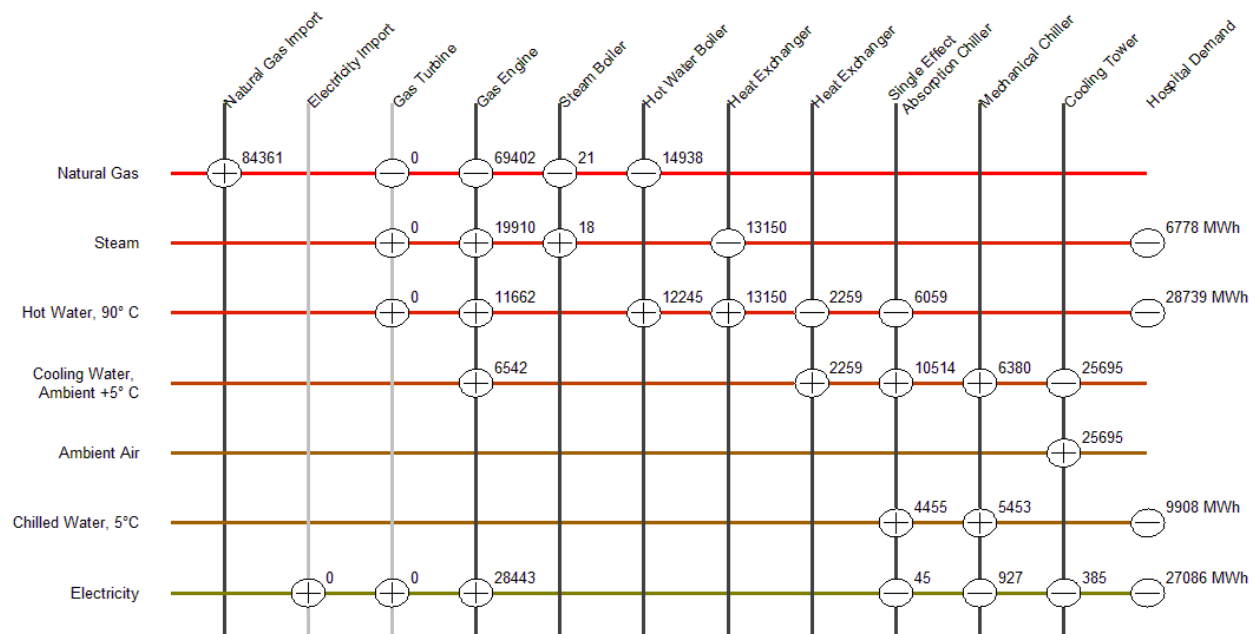 Natural Gas Import
Electricity Import
Gas Turbine
Gas Engine
Steam Boiler
Hot Water Boiler
Heat Exchanger
Heat Exchanger
Single Effect
Absorption Chiller
Mechanical Chiller
Cooling Tower
Hospital Demand
Natural Gas 84361 0 69402 21 14938
Steam 0 19910 18 13150 6778 MWh
Hot Water, 90° C 0 11662 12245 13150 2259 6059 28739 MWh
Cooling Water,
Ambient +5° C 6542 2259 10514 6380 25695
Ambient Air 25695
Chilled Water, 5°C 4455 5453 9908 MWh
Electricity 0 0 28443 45 927 385 27086 MWh